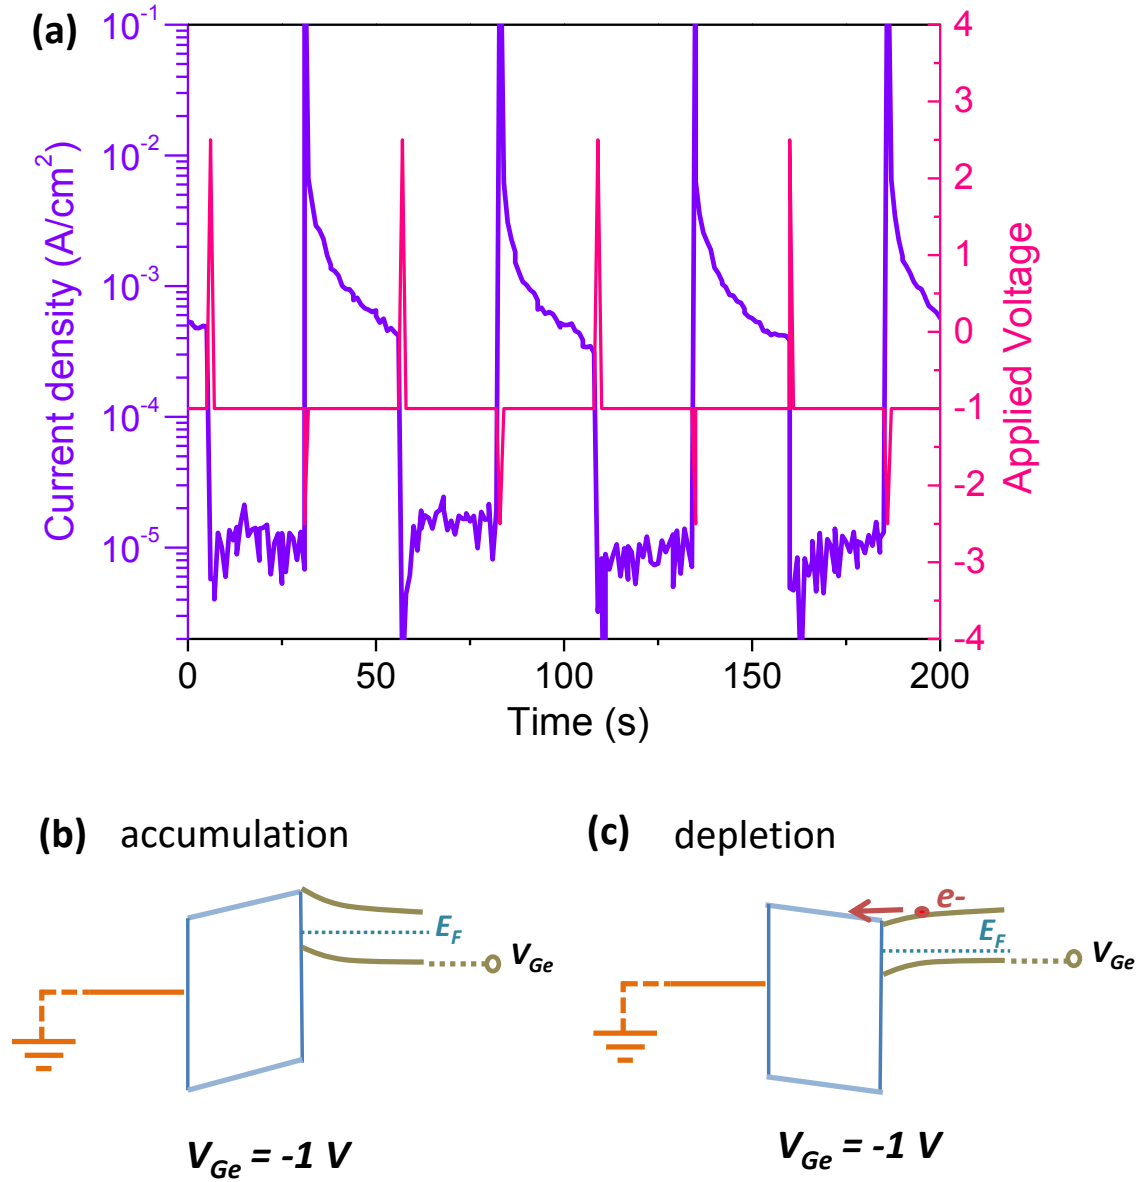 (a)
10^-1
10^-2
10^-3
10^-4
10^-5
Current density (A/cm^2)
4
3
2
1
0
-1
-2
-3
-4
Applied Voltage
0 50 100 150 200
Time (s)
(b) accumulation
E_F
V_Ge
V_Ge = -1 V
(c) depletion
e-
E_F
V_Ge
V_Ge = -1 V